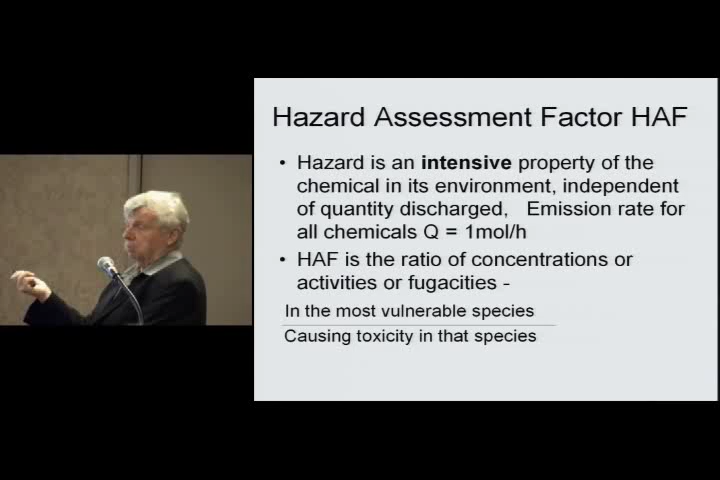 Hazard Assessment Factor HAF
• Hazard is an intensive property of the
chemical in its environment, independent
of quantity discharged, Emission rate for
all chemicals Q = 1mol/h
• HAF is the ratio of concentrations or
activities or fugacities -
In the most vulnerable species
Causing toxicity in that species